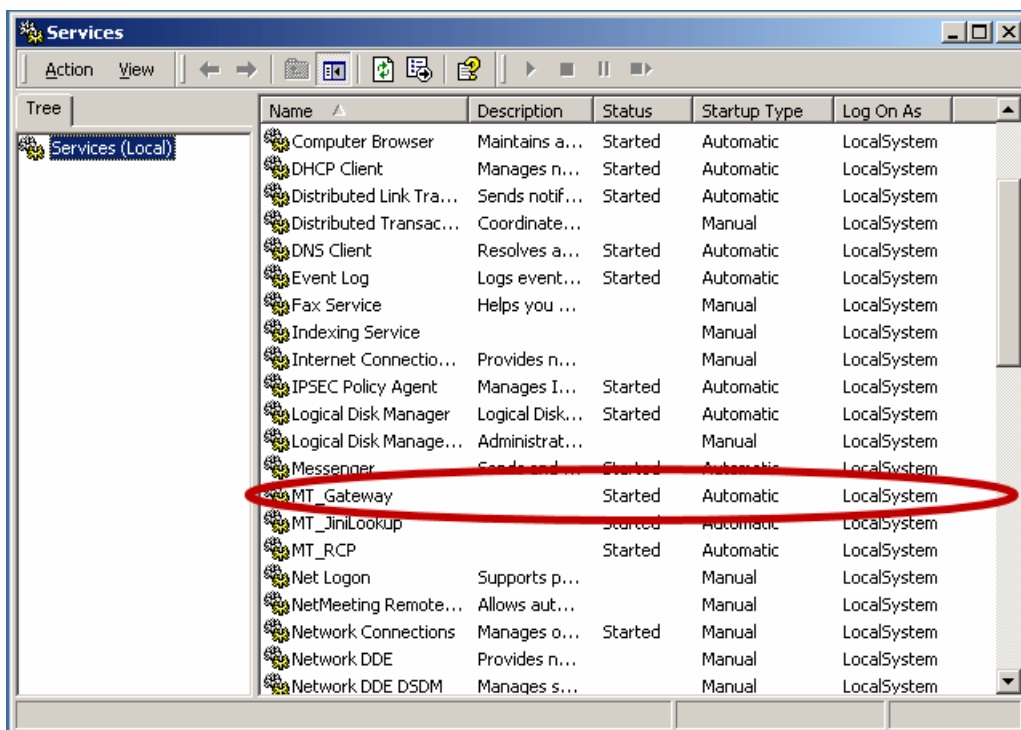 Services
Action View
Tree
Name Description Status Startup Type Log On As
Services (Local)
Computer Browser Maintains a... Started Automatic LocalSystem
DHCP Client Manages n... Started Automatic LocalSystem
Distributed Link Tra... Sends notif... Started Automatic LocalSystem
Distributed Transac... Coordinate... Manual LocalSystem
DNS Client Resolves a... Started Automatic LocalSystem
Event Log Logs event... Started Automatic LocalSystem
Fax Service Helps you ... Manual LocalSystem
Indexing Service Manual LocalSystem
Internet Connectio... Provides n... Manual LocalSystem
IPSEC Policy Agent Manages I... Started Automatic LocalSystem
Logical Disk Manager Logical Disk... Started Automatic LocalSystem
Logical Disk Manage... Administrat... Manual LocalSystem
Messenger Sends and ... Started Automatic LocalSystem
MT_Gateway Started Automatic LocalSystem
MT_JiniLookup Started Automatic LocalSystem
MT_RCP Started Automatic LocalSystem
Net Logon Supports p... Manual LocalSystem
NetMeeting Remote... Allows aut... Manual LocalSystem
Network Connections Manages o... Started Manual LocalSystem
Network DDE Provides n... Manual LocalSystem
Network DDE DSDM Manages s... Manual LocalSystem